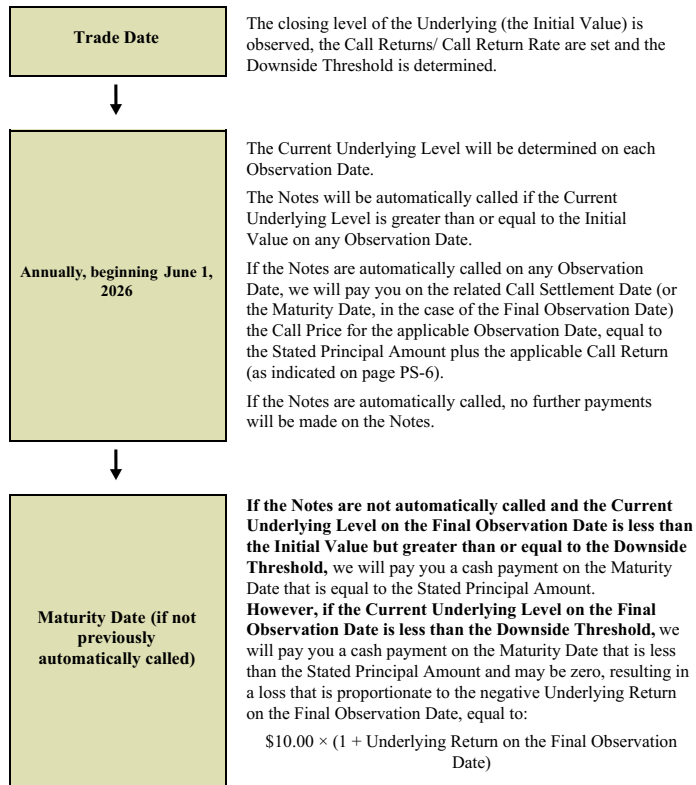 Trade Date
The closing level of the Underlying (the Initial Value) is
observed, the Call Returns/ Call Return Rate are set and the
Downside Threshold is determined.
Annually, beginning June 1,
2026
The Current Underlying Level will be determined on each
Observation Date.
The Notes will be automatically called if the Current
Underlying Level is greater than or equal to the Initial
Value on any Observation Date.
If the Notes are automatically called on any Observation
Date, we will pay you on the related Call Settlement Date (or
the Maturity Date, in the case of the Final Observation Date)
the Call Price for the applicable Observation Date, equal to
the Stated Principal Amount plus the applicable Call Return
(as indicated on page PS-6).
If the Notes are automatically called, no further payments
will be made on the Notes.
Maturity Date (if not
previously
automatically called)
If the Notes are not automatically called and the Current
Underlying Level on the Final Observation Date is less than
the Initial Value but greater than or equal to the Downside
Threshold, we will pay you a cash payment on the Maturity
Date that is equal to the Stated Principal Amount.
However, if the Current Underlying Level on the Final
Observation Date is less than the Downside Threshold, we
will pay you a cash payment on the Maturity Date that is less
than the Stated Principal Amount and may be zero, resulting in
a loss that is proportionate to the negative Underlying Return
on the Final Observation Date, equal to:
$10.00 × (1 + Underlying Return on the Final Observation
Date)